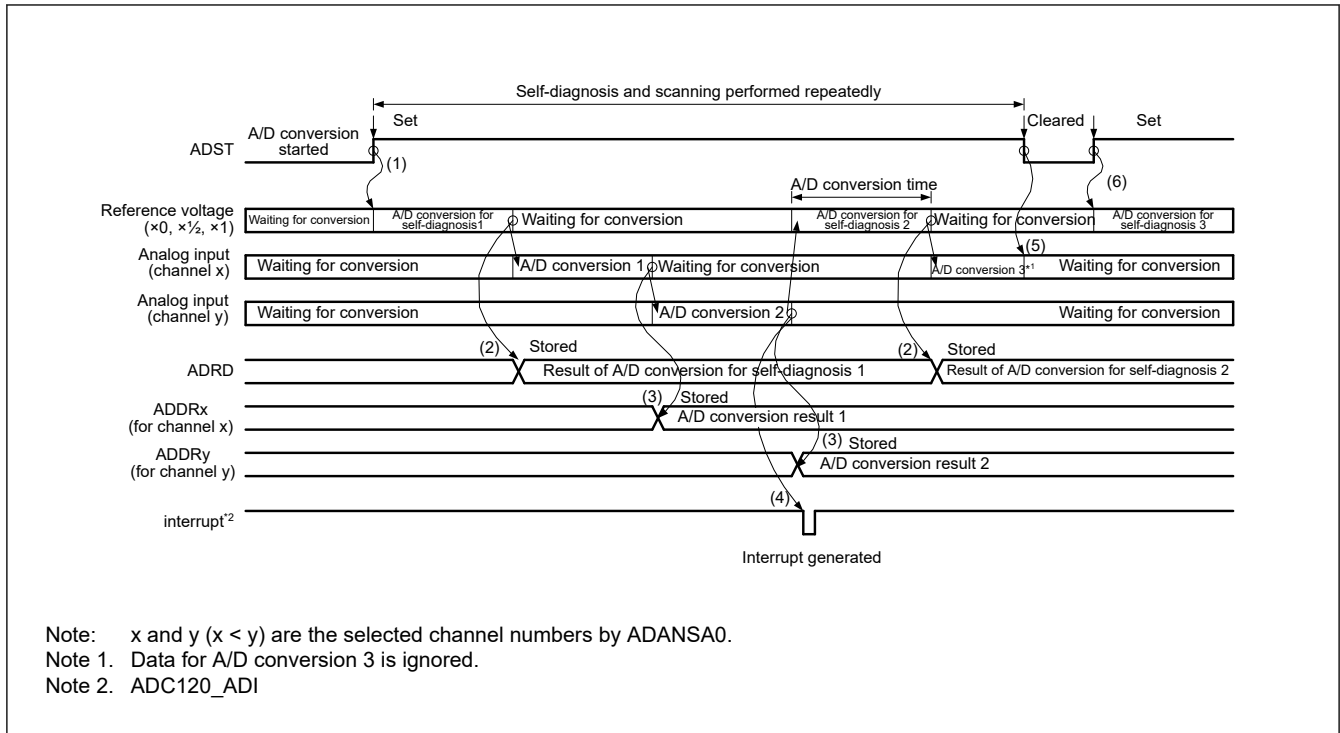 Self-diagnosis and scanning performed repeatedly
A/D conversion
started
Set
Cleared
Set
ADST
(1)
(6)
A/D conversion time
Reference voltage
(×0, ×½, ×1)
Waiting for conversion
A/D conversion for
self-diagnosis1
Waiting for conversion
A/D conversion for
self-diagnosis 2
Waiting for conversion
A/D conversion for
self-diagnosis 3
(5)
Analog input
(channel x)
Waiting for conversion
A/D conversion 1
Waiting for conversion
A/D conversion 3*1
Waiting for conversion
Analog input
(channel y)
Waiting for conversion
A/D conversion 2
Waiting for conversion
(2)
Stored
(2)
Stored
ADRD
Result of A/D conversion for self-diagnosis 1
Result of A/D conversion for self-diagnosis 2
(3)
Stored
ADDRx
(for channel x)
A/D conversion result 1
(3)
Stored
ADDRy
(for channel y)
A/D conversion result 2
(4)
interrupt*2
Interrupt generated
Note: x and y (x < y) are the selected channel numbers by ADANSA0.
Note 1. Data for A/D conversion 3 is ignored.
Note 2. ADC120_ADI